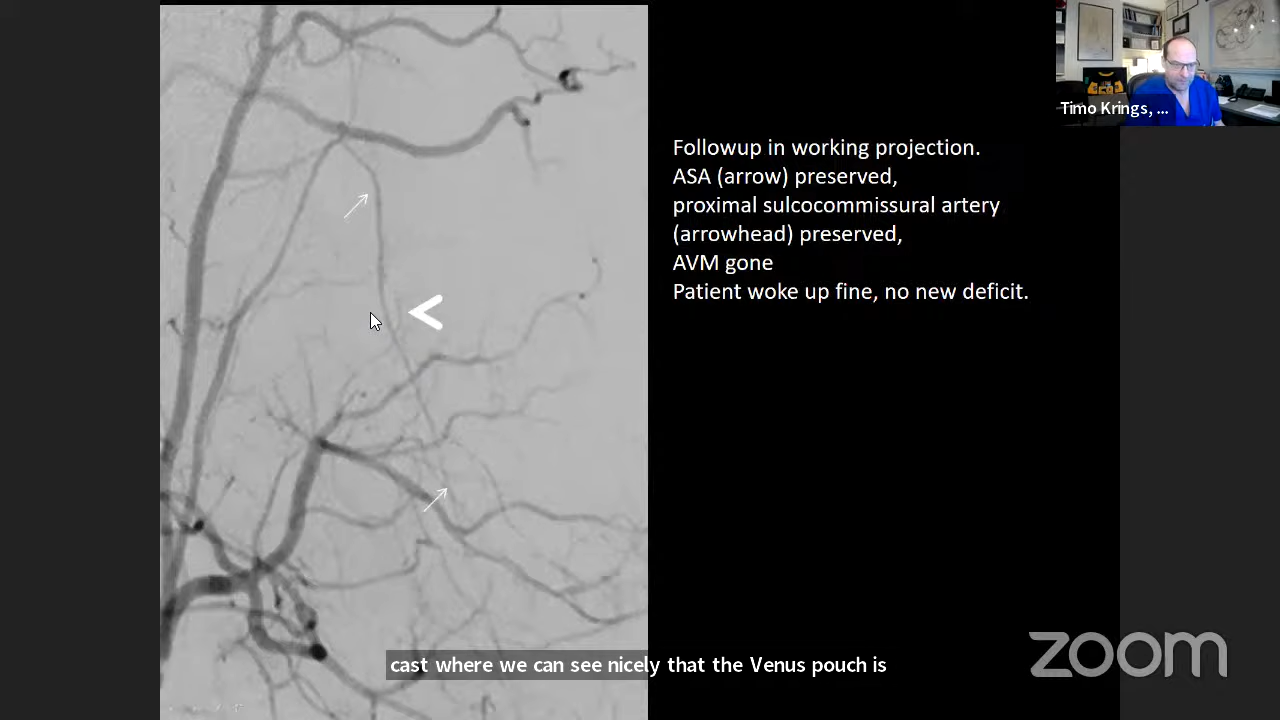 Timo Krings, ...
Followup in working projection.
ASA (arrow) preserved,
proximal sulcocommissural artery
(arrowhead) preserved,
AVM gone
Patient woke up fine, no new deficit.
zoom
cast where we can see nicely that the Venus pouch is